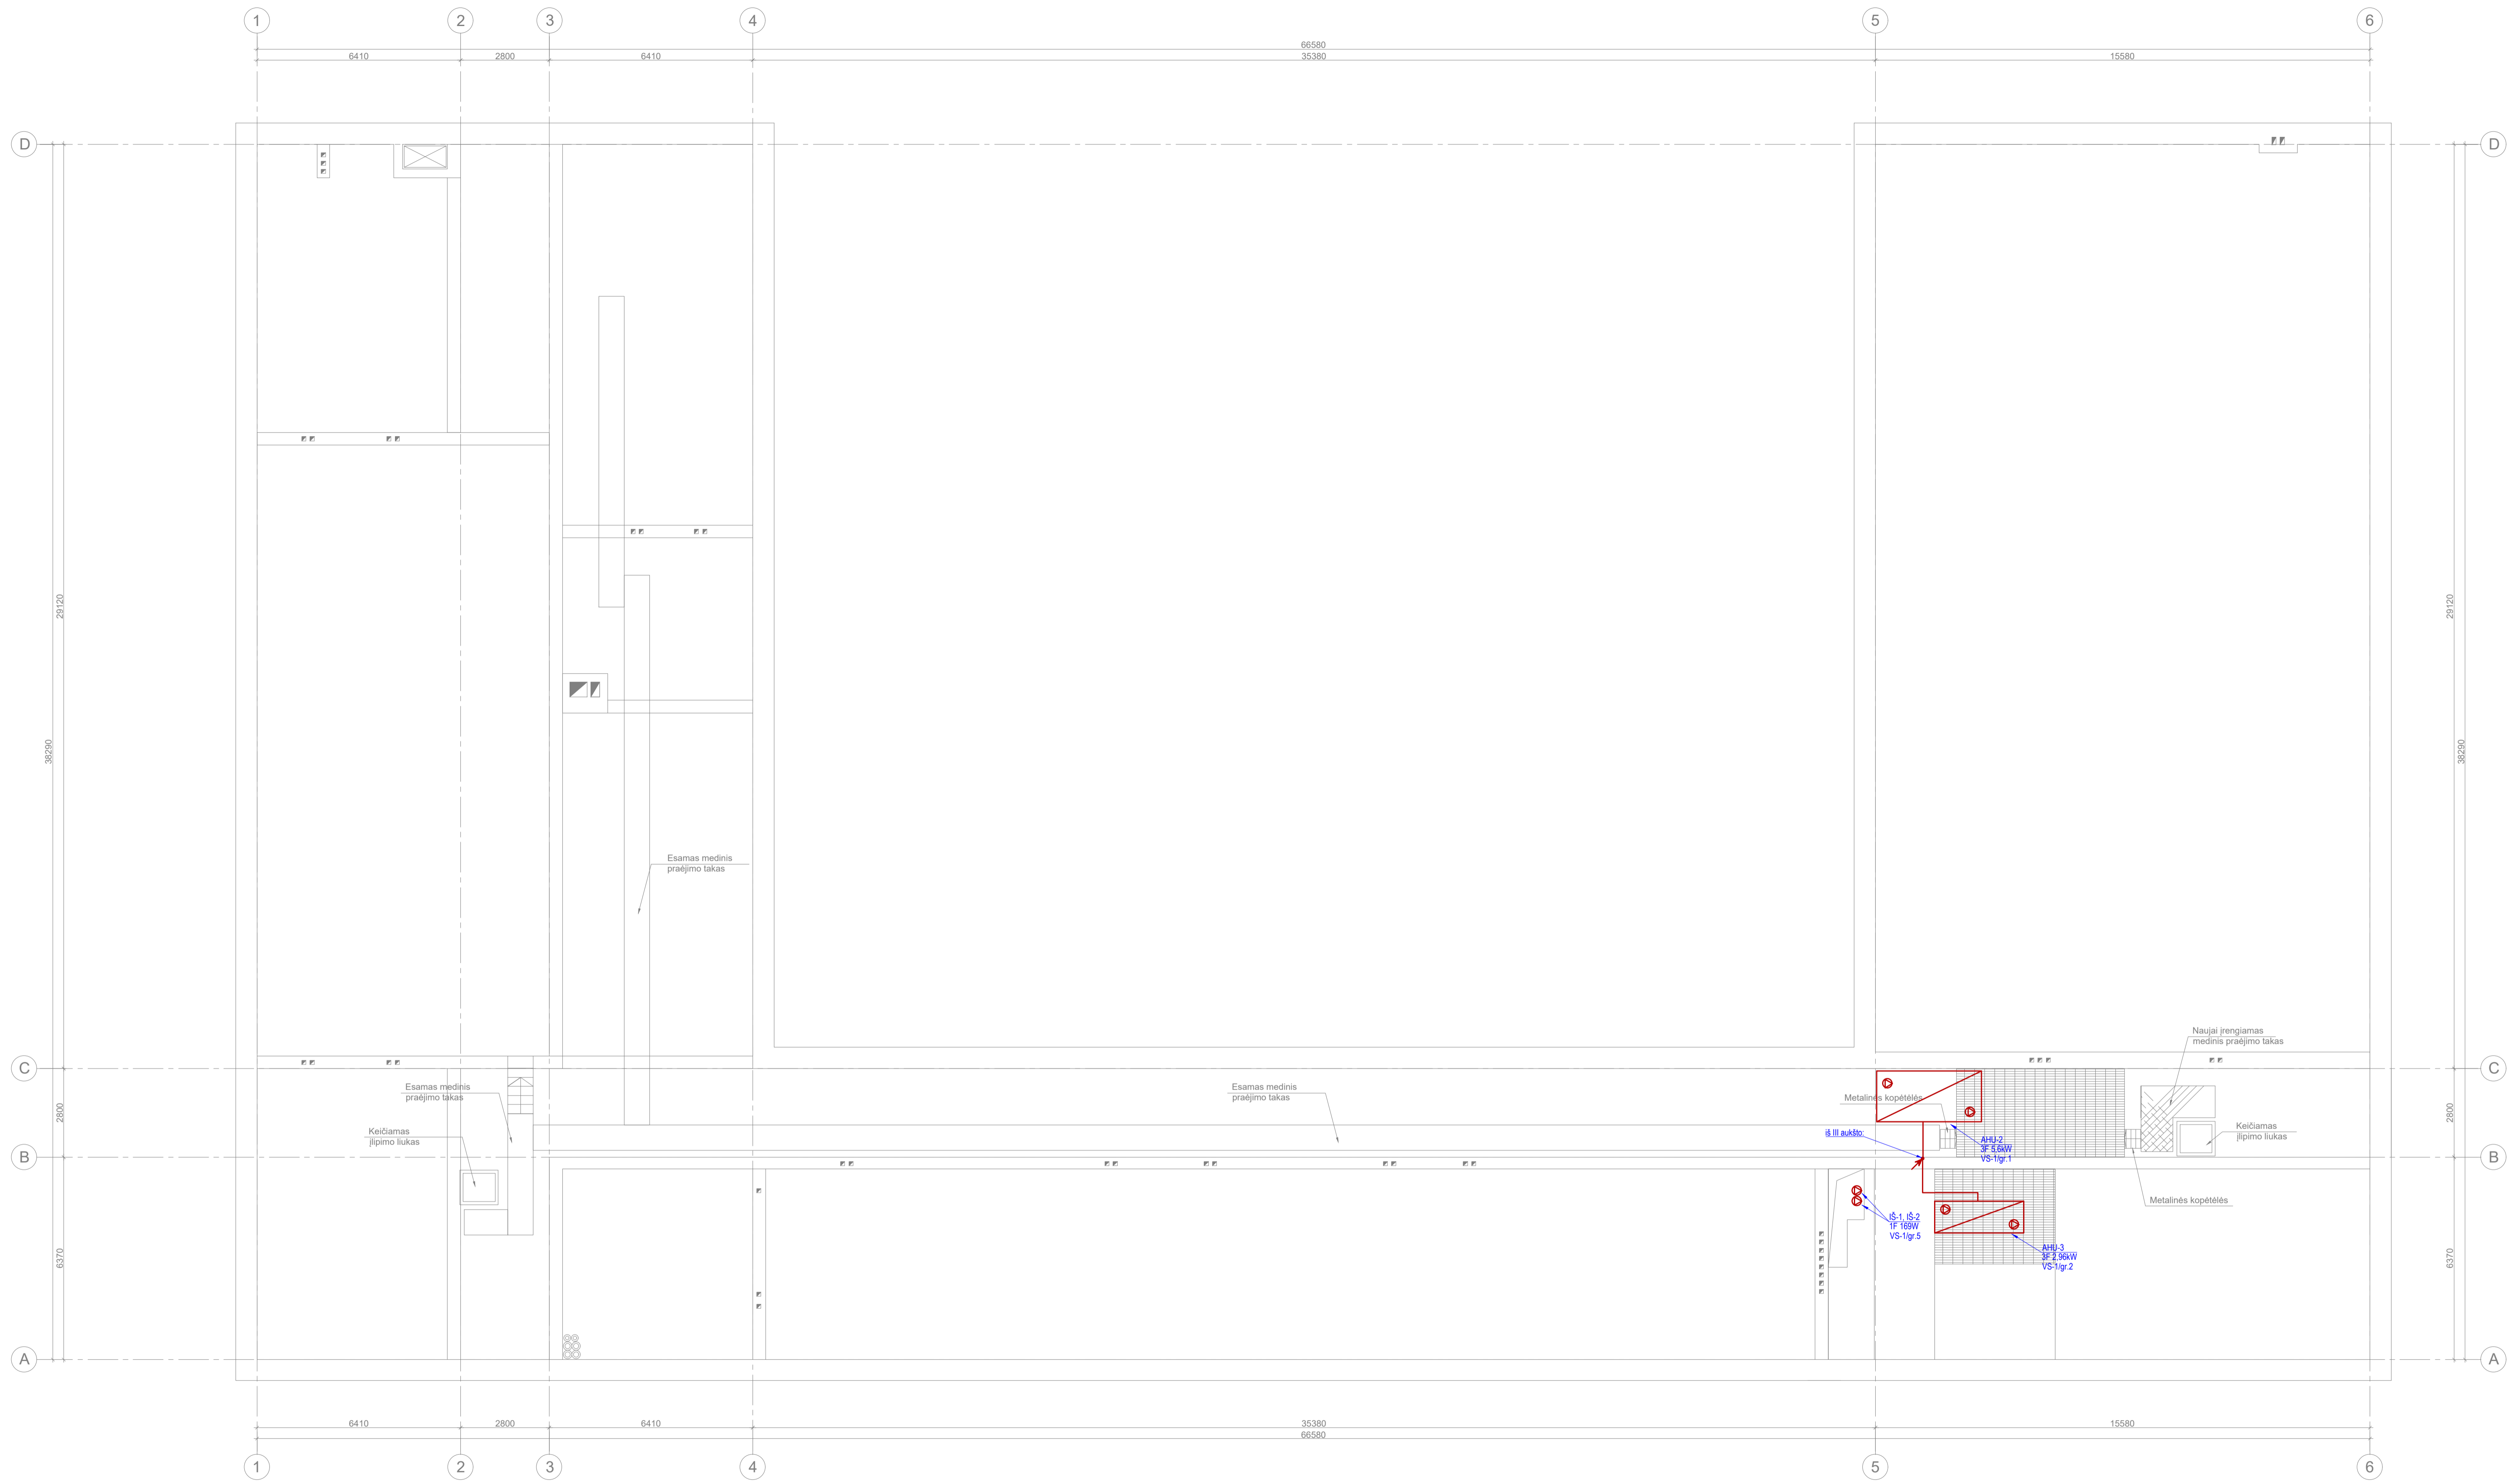 1 2 3 4 5 6
66580
6410 2800 6410 35380 15580
D D
29120 29120
38290 38290
Esamas medinis
praėjimo takas
Naujai įrengiamas
medinis praėjimo takas
C C
Esamas medinis
praėjimo takas
Esamas medinis
praėjimo takas
Metalinės kopėtėlės
2800 2800
Keičiamas
įlipimo liukas
iš III aukšto:
AHU-2
3F 5,6kW
VS-1/gr.1
Keičiamas
įlipimo liukas
B B
Metalinės kopėtėlės
IŠ-1, IŠ-2
1F 169W
VS-1/gr.5
AHU-3
3F 2,96kW
VS-1/gr.2
6370 6370
A A
6410 2800 6410 35380 15580
66580
1 2 3 4 5 6